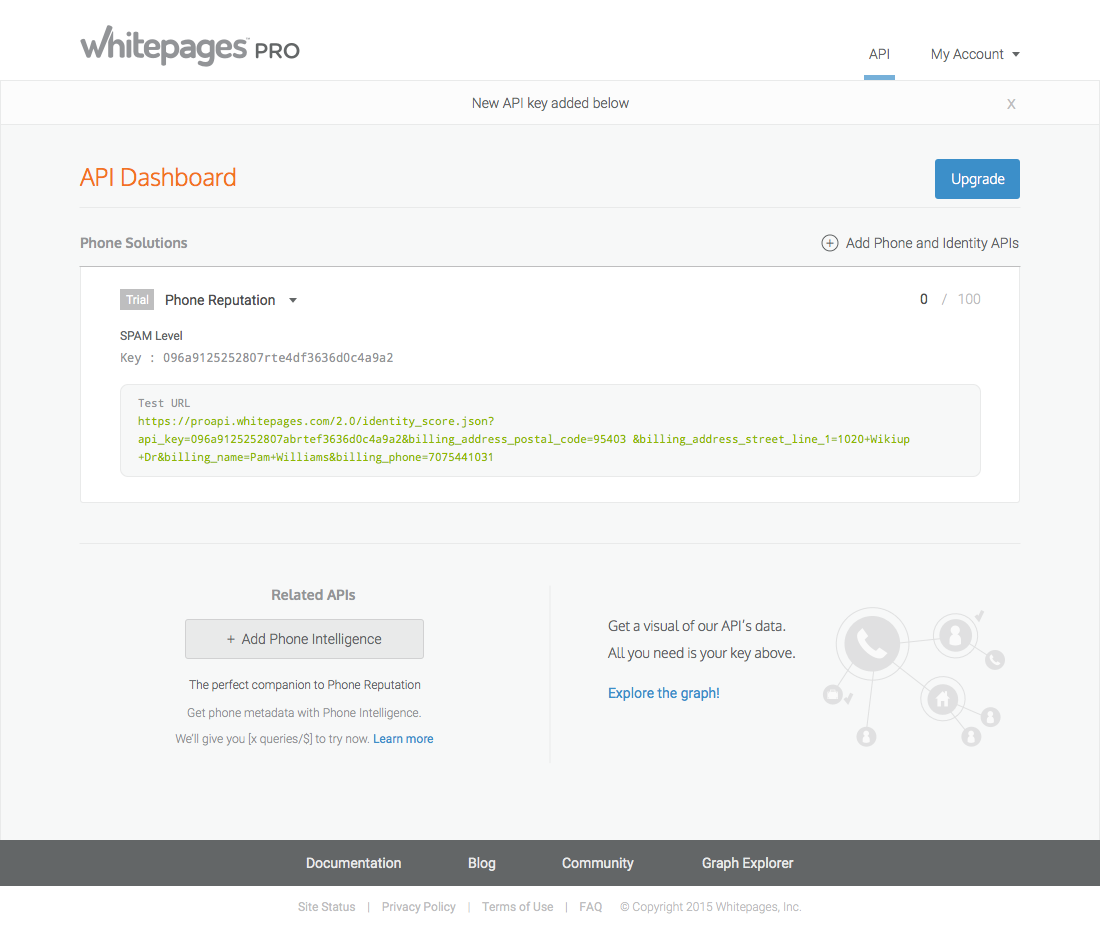 whitepages™ PRO
API
My Account
New API key added below
X
API Dashboard
Upgrade
Phone Solutions
Add Phone and Identity APIs
Trial Phone Reputation
0 / 100
SPAM Level
Key : 096a9125252807rte4df3636d0c4a9a2
Test URL
https://proapi.whitepages.com/2.0/identity_score.json?
api_key=096a9125252807abrtef3636d0c4a9a2&billing_address_postal_code=95403 &billing_address_street_line_1=1020+Wikiup
+Dr&billing_name=Pam+Williams&billing_phone=7075441031
Related APIs
+ Add Phone Intelligence
The perfect companion to Phone Reputation
Get phone metadata with Phone Intelligence.
We'll give you [x queries/$] to try now. Learn more
Get a visual of our API's data.
All you need is your key above.
Explore the graph!
Documentation
Blog
Community
Graph Explorer
Site Status | Privacy Policy | Terms of Use | FAQ © Copyright 2015 Whitepages, Inc.